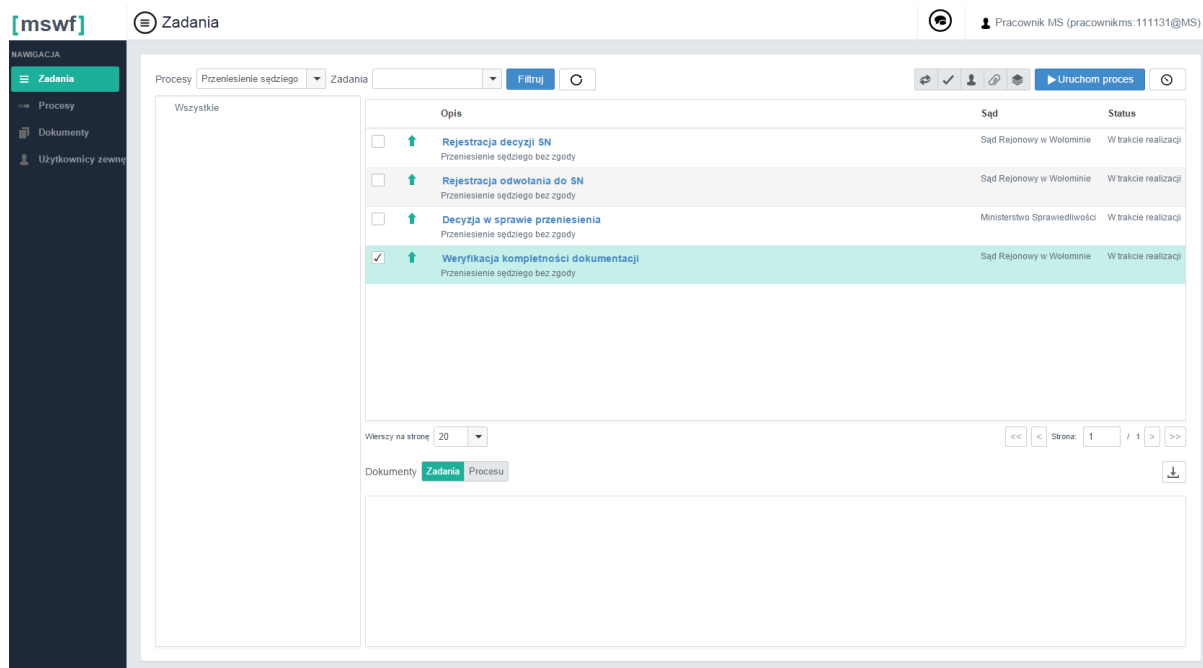 [mswf]
Zadania
Pracownik MS (pracownikms:111131@MS)
NAWIGACJA
Zadania
Procesy
Dokumenty
Użytkownicy zewnę
Procesy Przeniesienie sędziego Zadania Filtruj Uruchom proces
Wszystkie
Opis Sąd Status
Rejestracja decyzji SN Sąd Rejonowy w Wołominie W trakcie realizacji
Przeniesienie sędziego bez zgody
Rejestracja odwołania do SN Sąd Rejonowy w Wołominie W trakcie realizacji
Przeniesienie sędziego bez zgody
Decyzja w sprawie przeniesienia Ministerstwo Sprawiedliwości W trakcie realizacji
Przeniesienie sędziego bez zgody
Weryfikacja kompletności dokumentacji Sąd Rejonowy w Wołominie W trakcie realizacji
Przeniesienie sędziego bez zgody
Wierszy na stronę 20 << < Strona: 1 / 1 > >>
Dokumenty Zadania Procesu